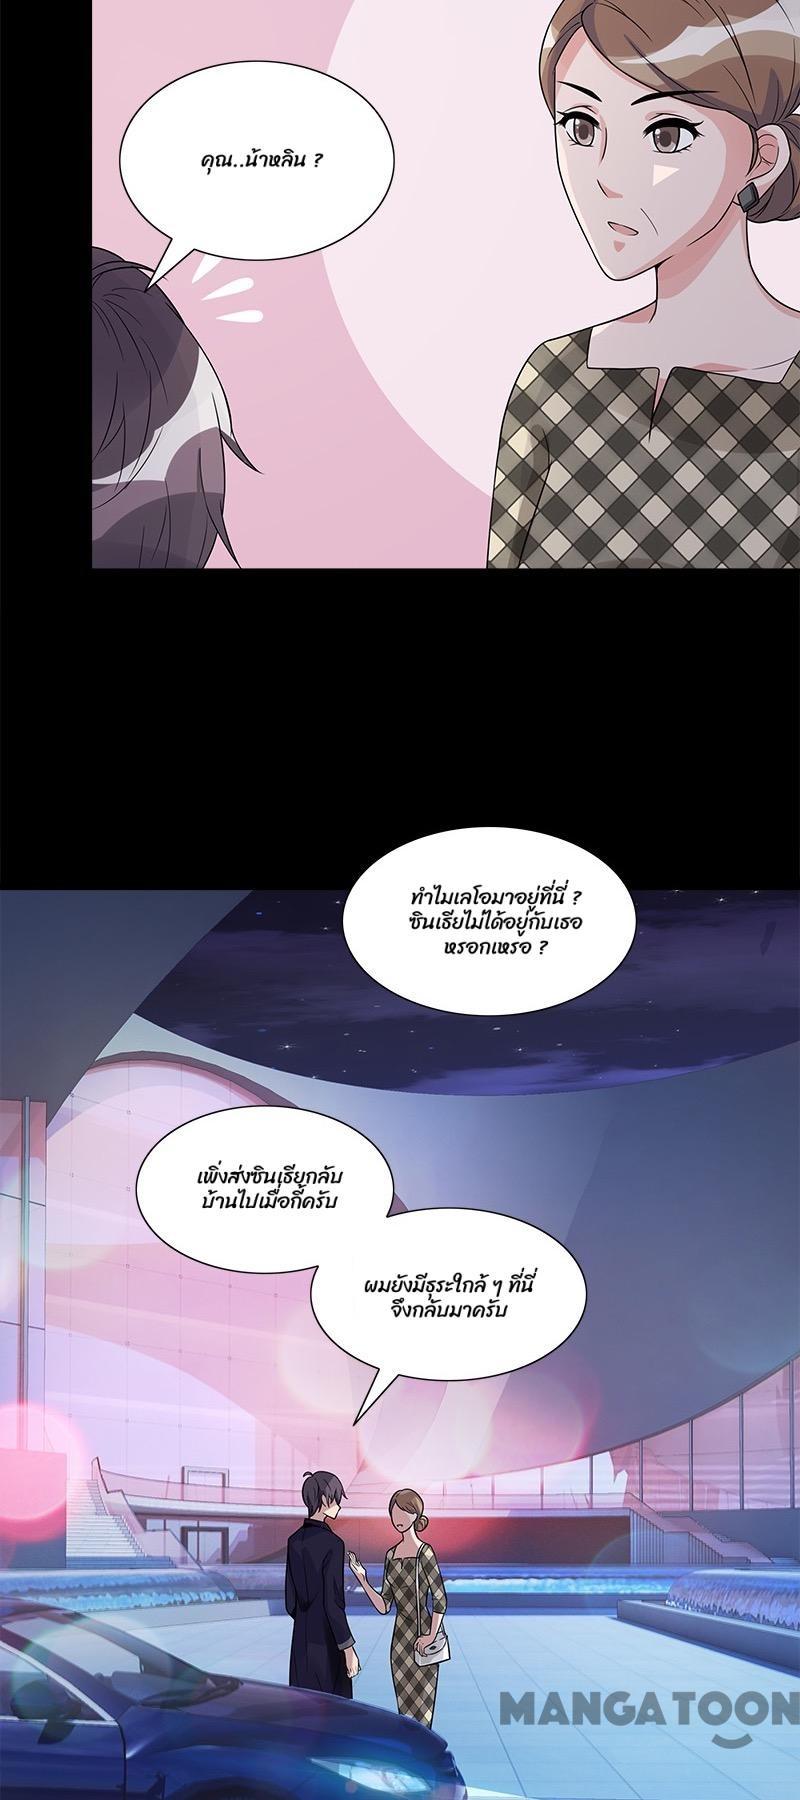 คุณ..น้าหลิน ?
ทำไมเลโอมาอยู่ที่นี่ ?
ซินเธียไม่ได้อยู่กับเธอ
หรอกเหรอ ?
เพิ่งส่งซินเธียกลับ
บ้านไปเมื่อกี้ครับ
ผมยังมีธุระใกล้ ๆ ที่นี่
จึงกลับมาครับ
MANGATOON